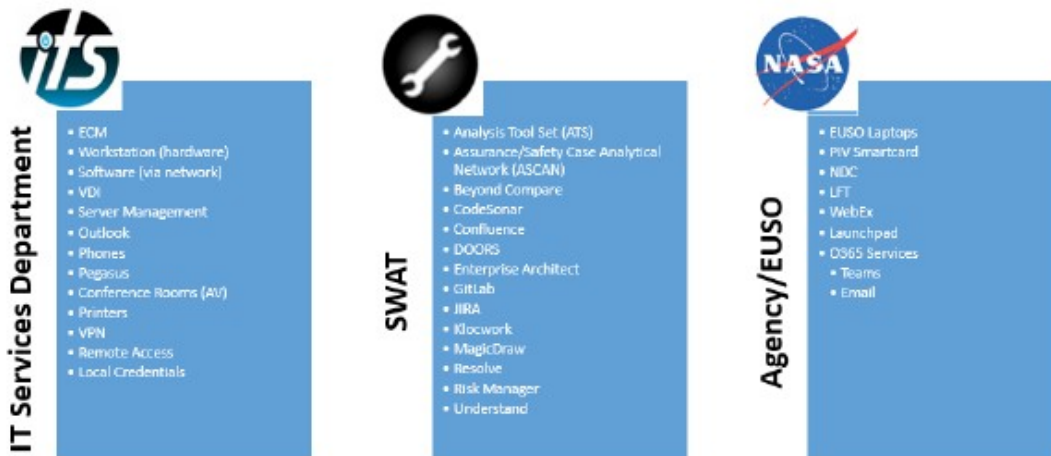 iTS
IT Services Department
ECM
Workstation (hardware)
Software (via network)
VDI
Server Management
Outlook
Phones
Pegasus
Conference Rooms (AV)
Printers
VPN
Remote Access
Local Credentials
SWAT
Analysis Tool Set (ATS)
Assurance/Safety Case Analytical
Network (ASCAN)
Beyond Compare
CodeSonar
Confluence
DOORS
Enterprise Architect
GitLab
JIRA
Klocwork
MagicDraw
Resolve
Risk Manager
Understand
NASA
Agency/EUSO
EUSO Laptops
PIV Smartcard
NDC
LFT
WebEx
Launchpad
O365 Services
Teams
Email